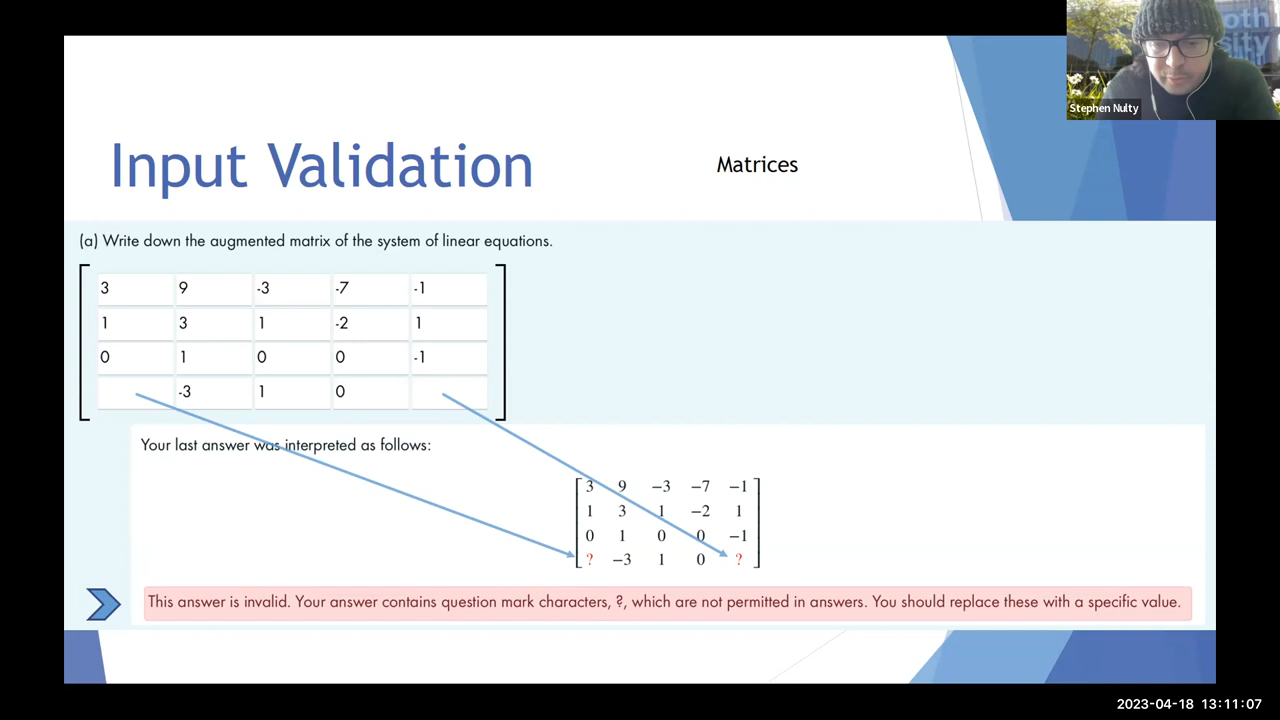 oth
sity
Stephen Nulty
Input Validation
Matrices
(a) Write down the augmented matrix of the system of linear equations.
3 9 -3 -7 -1
1 3 1 -2 1
0 1 0 0 -1
-3 1 0
Your last answer was interpreted as follows:
3 9 −3 −7 −1
1 3 1 −2 1
0 1 0 0 −1
? −3 1 0 ?
This answer is invalid. Your answer contains question mark characters, ?, which are not permitted in answers. You should replace these with a specific value.
2023-04-18 13:11:07